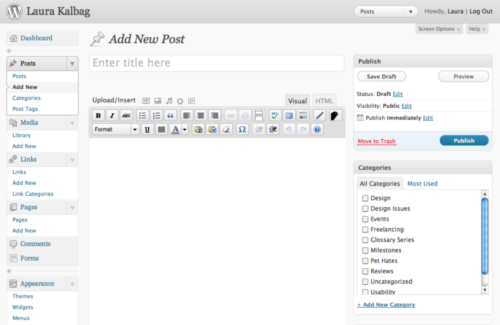 Laura Kalbag
Posts
Howdy, Laura | Log Out
Screen Options
Help
Dashboard
Posts
Posts
Add New
Categories
Post Tags
Media
Library
Add New
Links
Links
Add New
Link Categories
Pages
Pages
Add New
Comments
Forms
Appearance
Themes
Widgets
Menus
Add New Post
Enter title here
Upload/Insert
Visual
HTML
B I ABC
Format
U
A
Ω
Publish
Save Draft
Preview
Status: Draft Edit
Visibility: Public Edit
Publish immediately Edit
Move to Trash
Publish
Categories
All Categories
Most Used
Design
Design Issues
Events
Freelancing
Glossary Series
Milestones
Pet Hates
Reviews
Uncategorized
Usability
+ Add New Category